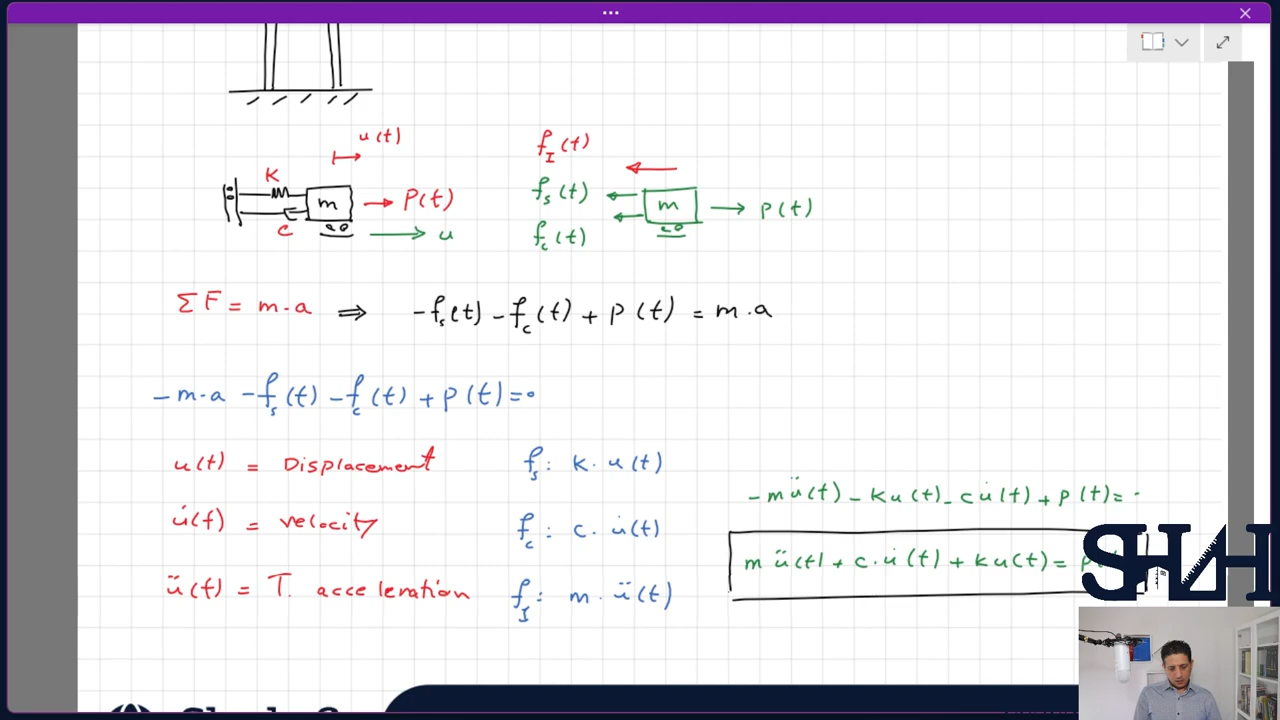 u(t)
K
m
P(t)
C
u
f_I(t)
f_s(t)
f_c(t)
m
P(t)
ΣF = m.a ⇒ -f_s(t) - f_c(t) + P(t) = m.a
-m.a -f_s(t) - f_c(t) + P(t) = 0
u(t) = Displacement
f_s: K. u(t)
u̇(t) = velocity
f_c: c. u̇(t)
ü(t) = T. acceleration
f_I: m. ü(t)
-mü(t) - Ku(t) - cu̇(t) + P(t) =
mü(t) + c.u̇(t) + Ku(t) = P(